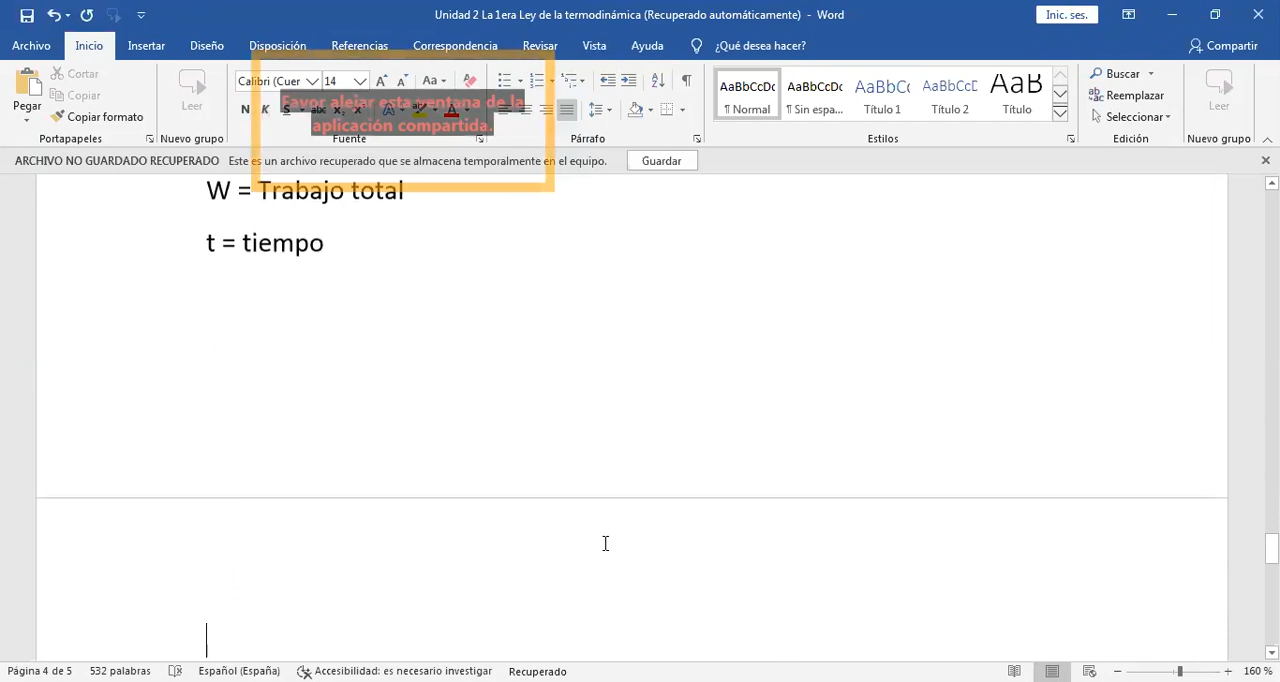 Unidad 2 La 1era Ley de la termodinámica (Recuperado automáticamente) - Word
Inic. ses.
Archivo Inicio Insertar Diseño Disposición Referencias Correspondencia Revisar Vista Ayuda ¿Qué desea hacer? Compartir
Pegar
Cortar
Copiar
Copiar formato
Portapapeles
Leer
Nuevo grupo
Calibri (Cuer 14
N K S abc x₂ x
Favor alejar esta ventana de la
aplicación compartida.
Fuente
Párrafo
AaBbCcDc AaBbCcDc AaBbCc AaBbCcD AaB
¶ Normal ¶ Sin espa... Título 1 Título 2 Título
Estilos
Buscar
Reemplazar
Seleccionar
Edición
Leer
Nuevo grupo
ARCHIVO NO GUARDADO RECUPERADO Este es un archivo recuperado que se almacena temporalmente en el equipo. Guardar
W = Trabajo total
t = tiempo
Página 4 de 5 532 palabras Español (España) Accesibilidad: es necesario investigar Recuperado 160 %